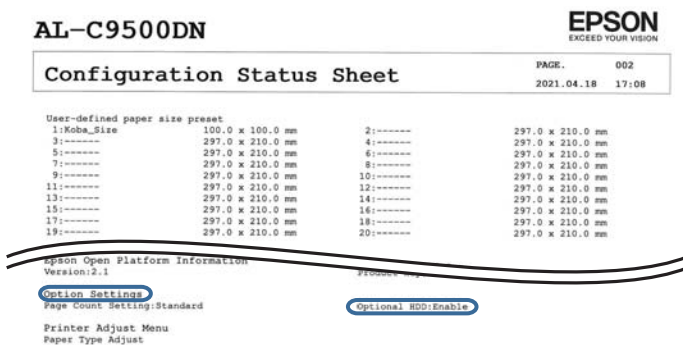 AL-C9500DN
EPSON
EXCEED YOUR VISION
Configuration Status Sheet
PAGE. 002
2021.04.18 17:08
User-defined paper size preset
1:Koba_Size 100.0 x 100.0 mm 2:------ 297.0 x 210.0 mm
3:------ 297.0 x 210.0 mm 4:------ 297.0 x 210.0 mm
5:------ 297.0 x 210.0 mm 6:------ 297.0 x 210.0 mm
7:------ 297.0 x 210.0 mm 8:------ 297.0 x 210.0 mm
9:------ 297.0 x 210.0 mm 10:------ 297.0 x 210.0 mm
11:------ 297.0 x 210.0 mm 12:------ 297.0 x 210.0 mm
13:------ 297.0 x 210.0 mm 14:------ 297.0 x 210.0 mm
15:------ 297.0 x 210.0 mm 16:------ 297.0 x 210.0 mm
17:------ 297.0 x 210.0 mm 18:------ 297.0 x 210.0 mm
19:------ 297.0 x 210.0 mm 20:------ 297.0 x 210.0 mm
Epson Open Platform Information
Version:2.1
Option Settings
Page Count Setting:Standard Optional HDD:Enable
Printer Adjust Menu
Paper Type Adjust